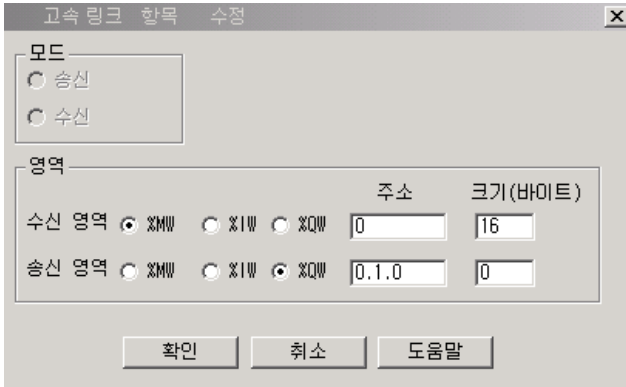 고속 링크 항목 수정
모드
송신
수신
영역
주소 크기(바이트)
수신 영역 %MW %IW %QW 0 16
송신 영역 %MW %IW %QW 0.1.0 0
확인 취소 도움말